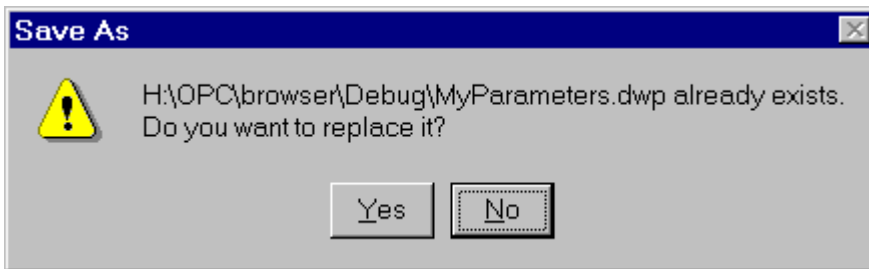 Save As
H:\OPC\browser\Debug\MyParameters.dwp already exists.
Do you want to replace it?
Yes
No